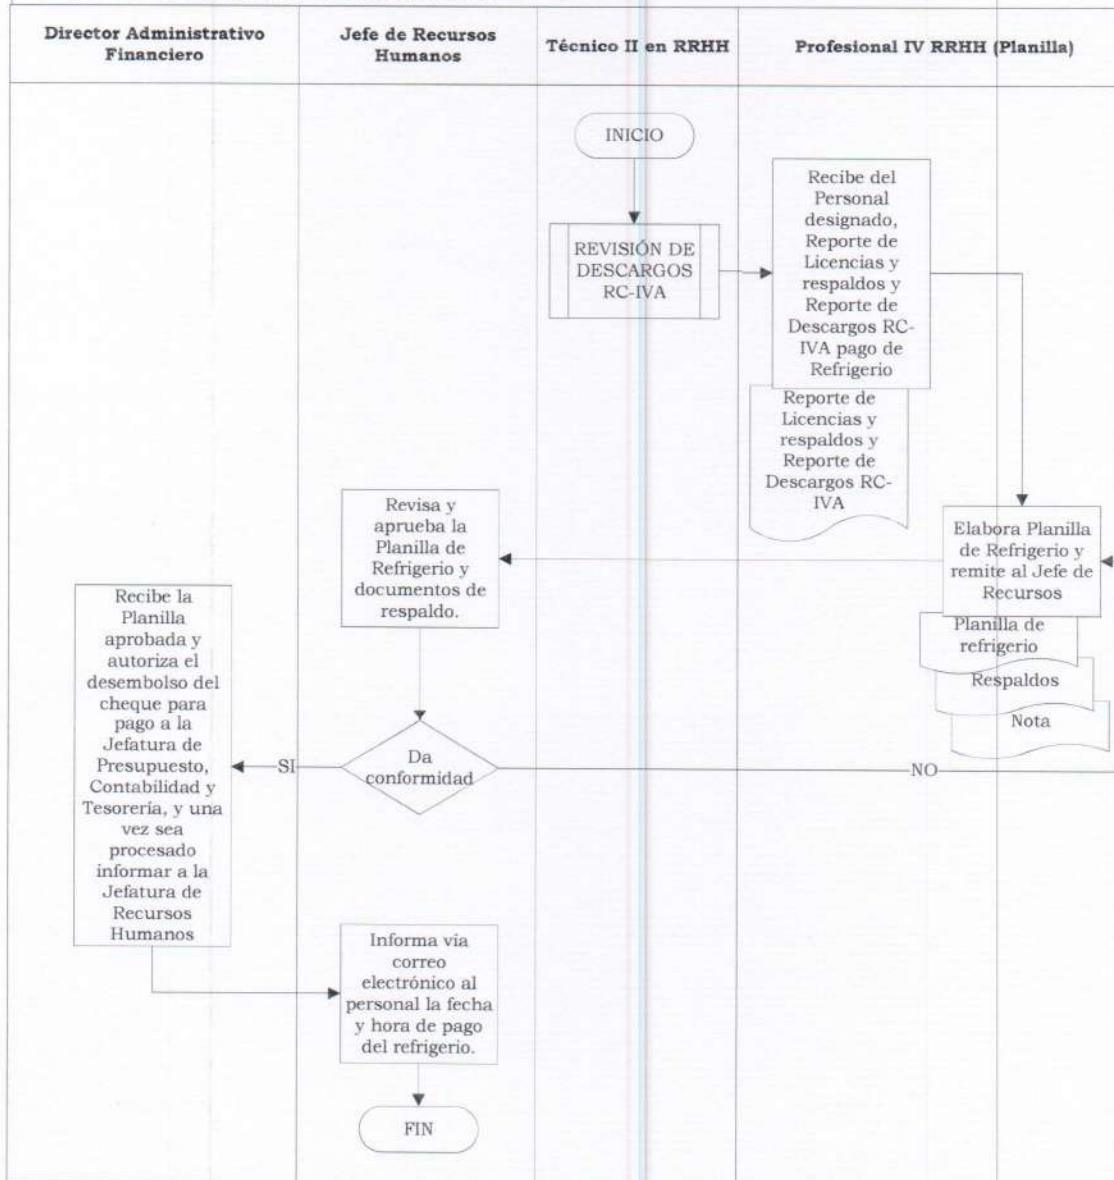 Director Administrativo
Financiero
Jefe de Recursos
Humanos
Técnico II en RRHH
Profesional IV RRHH (Planilla)
INICIO
REVISIÓN DE
DESCARGOS
RC-IVA
Recibe del
Personal
designado,
Reporte de
Licencias y
respaldos y
Reporte de
Descargos RC-
IVA pago de
Refrigerio
Reporte de
Licencias y
respaldos y
Reporte de
Descargos RC-
IVA
Elabora Planilla
de Refrigerio y
remite al Jefe de
Recursos
Planilla de
refrigerio
Respaldos
Nota
Revisa y
aprueba la
Planilla de
Refrigerio y
documentos de
respaldo.
Da
conformidad
SI
NO
Recibe la
Planilla
aprobada y
autoriza el
desembolso del
cheque para
pago a la
Jefatura de
Presupuesto,
Contabilidad y
Tesorería, y una
vez sea
procesado
informar a la
Jefatura de
Recursos
Humanos
Informa vía
correo
electrónico al
personal la fecha
y hora de pago
del refrigerio.
FIN